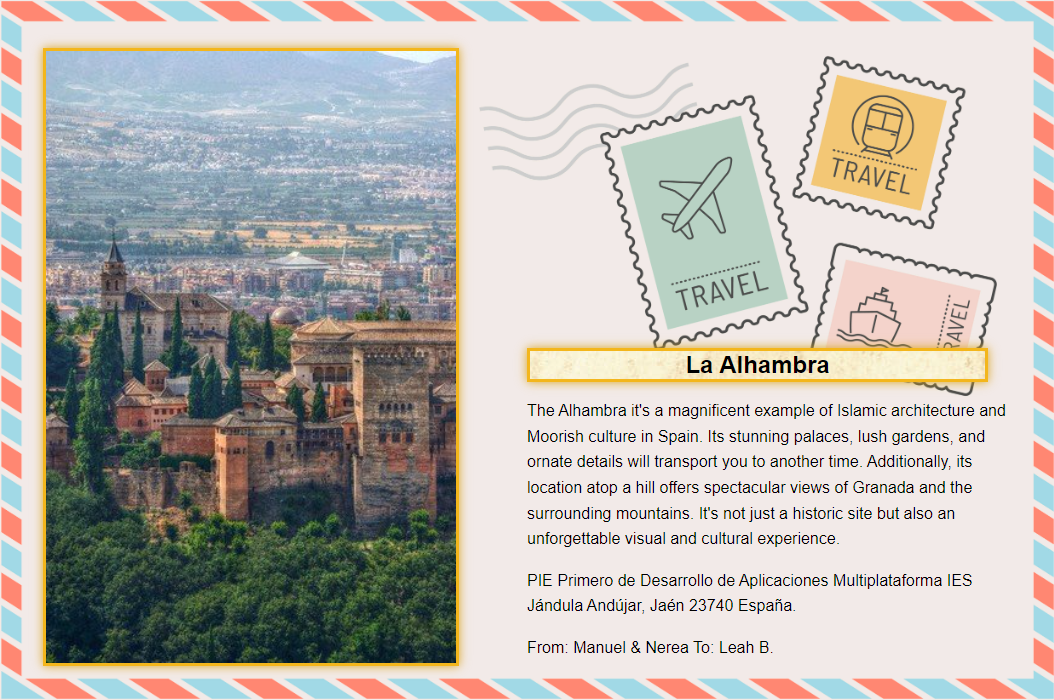 TRAVEL
TRAVEL
TRAVEL
La Alhambra
The Alhambra it's a magnificent example of Islamic architecture and
Moorish culture in Spain. Its stunning palaces, lush gardens, and
ornate details will transport you to another time. Additionally, its
location atop a hill offers spectacular views of Granada and the
surrounding mountains. It's not just a historic site but also an
unforgettable visual and cultural experience.
PIE Primero de Desarrollo de Aplicaciones Multiplataforma IES
Jándula Andújar, Jaén 23740 España.
From: Manuel & Nerea To: Leah B.